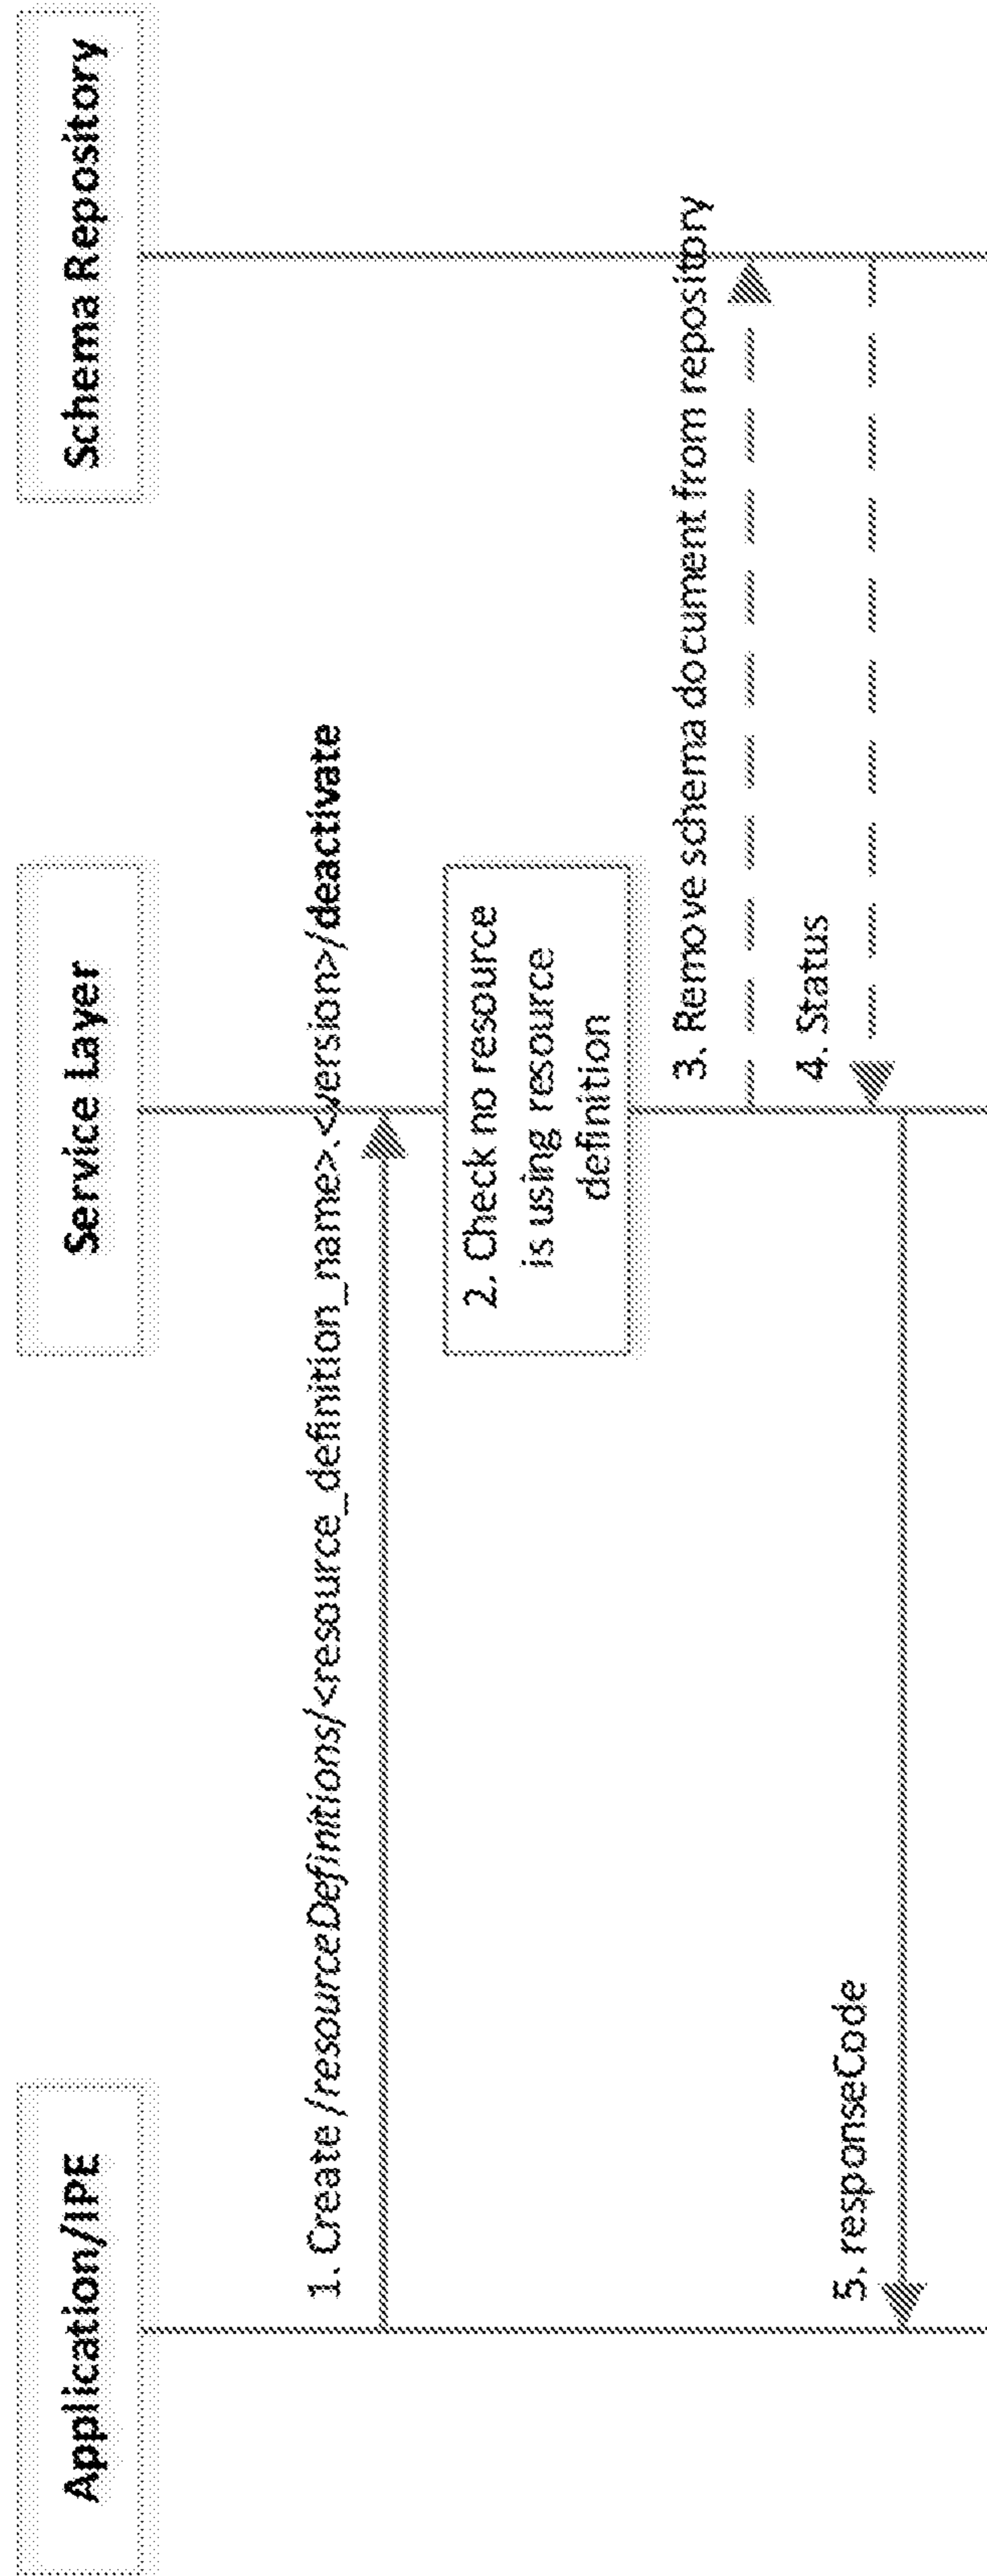 Application/IPE
Service Layer
Schema Repository
1. Create /resourceDefinitions/<resource_definition_name>.<version>/deactivate
2. Check no resource
is using resource
definition
3. Remove schema document from repository
4. Status
5. responseCode